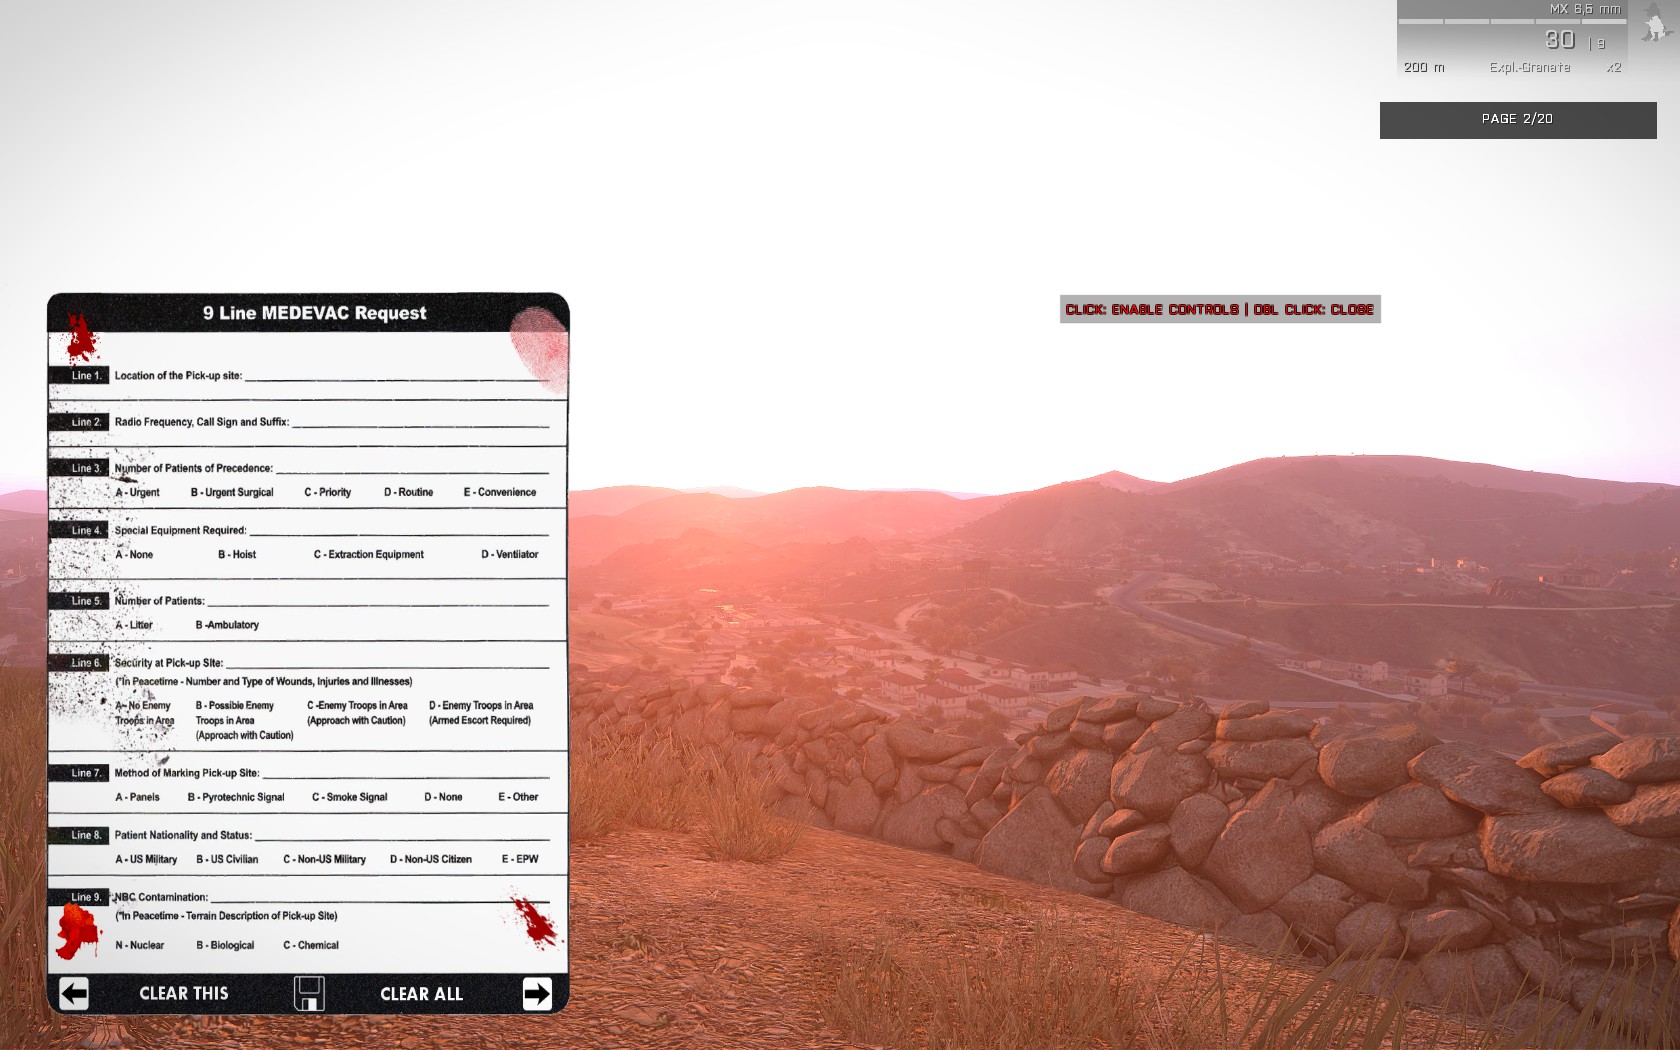 MX 6,5 mm
30 | 9
200 m Expl.-Granate x2
PAGE 2/20
CLICK: ENABLE CONTROLS | DBL CLICK: CLOSE
9 Line MEDEVAC Request
Line 1. Location of the Pick-up site:
Line 2. Radio Frequency, Call Sign and Suffix:
Line 3. Number of Patients of Precedence:
A - Urgent B - Urgent Surgical C - Priority D - Routine E - Convenience
Line 4. Special Equipment Required:
A - None B - Hoist C - Extraction Equipment D - Ventilator
Line 5. Number of Patients:
A - Litter B -Ambulatory
Line 6. Security at Pick-up Site:
(*In Peacetime - Number and Type of Wounds, Injuries and Illnesses)
A - No Enemy B - Possible Enemy C -Enemy Troops in Area D - Enemy Troops in Area
Troops in Area Troops in Area (Approach with Caution) (Armed Escort Required)
(Approach with Caution)
Line 7. Method of Marking Pick-up Site:
A - Panels B - Pyrotechnic Signal C - Smoke Signal D - None E - Other
Line 8. Patient Nationality and Status:
A - US Military B - US Civilian C - Non-US Military D - Non-US Citizen E - EPW
Line 9. NBC Contamination:
(*In Peacetime - Terrain Description of Pick-up Site)
N - Nuclear B - Biological C - Chemical
CLEAR THIS CLEAR ALL